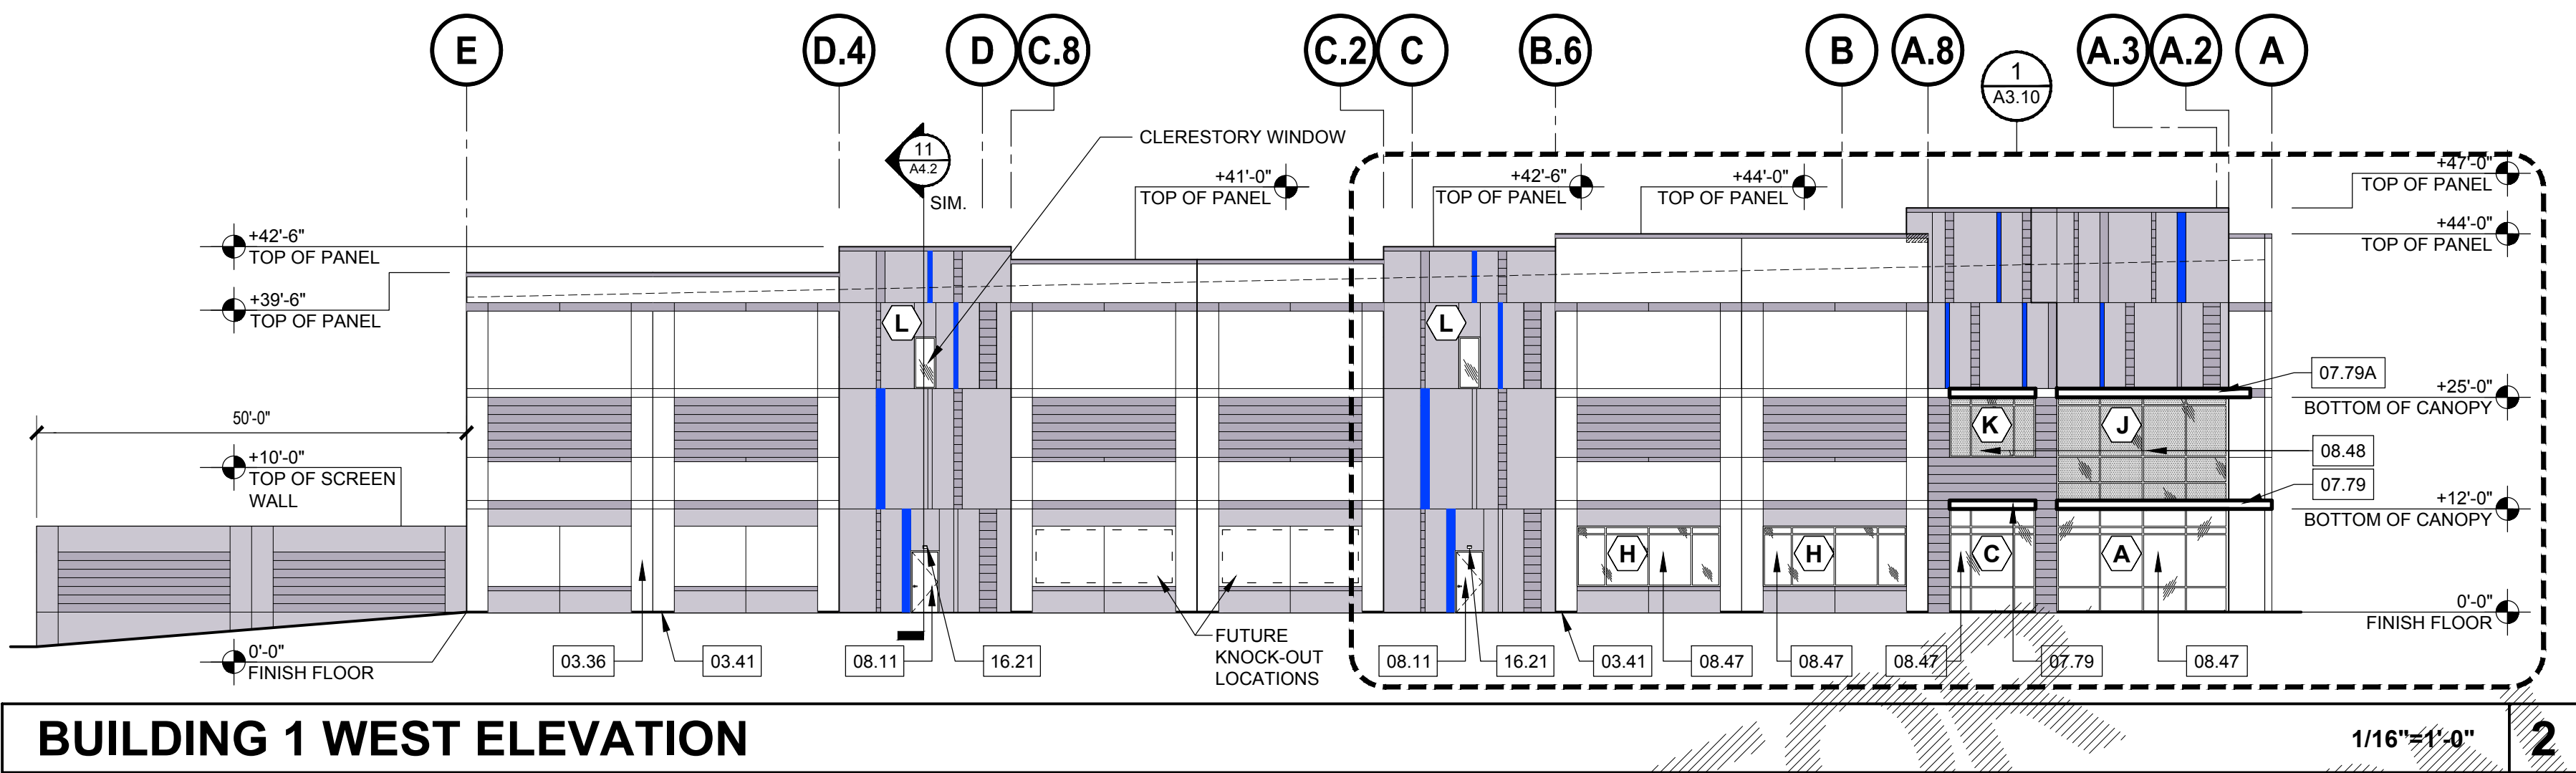 E
D.4
D
C.8
C.2
C
B.6
B
A.8
A.3
A.2
A
1
A3.10
11
A4.2
SIM.
CLERESTORY WINDOW
+41'-0"
TOP OF PANEL
+42'-6"
TOP OF PANEL
+44'-0"
TOP OF PANEL
+47'-0"
TOP OF PANEL
+44'-0"
TOP OF PANEL
+42'-6"
TOP OF PANEL
+39'-6"
TOP OF PANEL
L
L
07.79A
+25'-0"
BOTTOM OF CANOPY
50'-0"
K
J
08.48
+10'-0"
TOP OF SCREEN
WALL
07.79
+12'-0"
BOTTOM OF CANOPY
H
H
C
A
0'-0"
FINISH FLOOR
0'-0"
FINISH FLOOR
03.36
03.41
08.11
16.21
FUTURE
KNOCK-OUT
LOCATIONS
08.11
16.21
03.41
08.47
08.47
08.47
07.79
08.47
BUILDING 1 WEST ELEVATION
1/16"=1'-0"
2